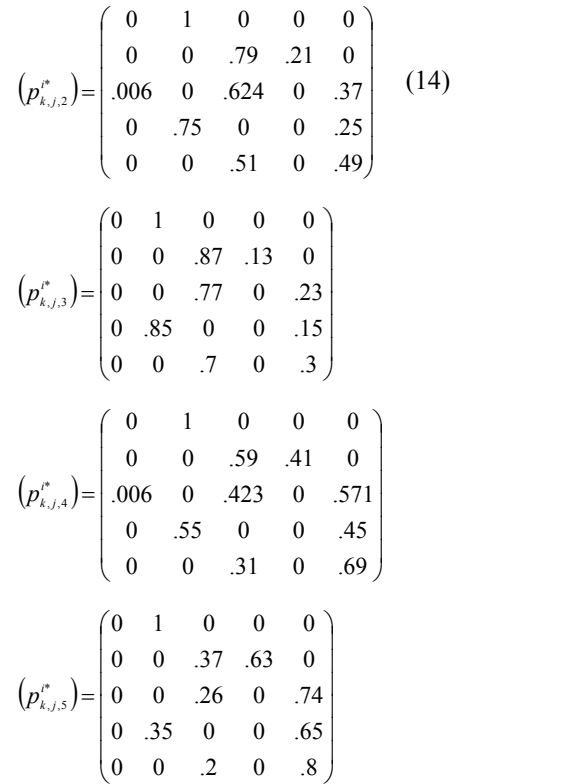 0 1 0 0 0
0 0 .79 .21 0
(p^{i*}_{k,j,2}) = .006 0 .624 0 .37 (14)
0 .75 0 0 .25
0 0 .51 0 .49
0 1 0 0 0
0 0 .87 .13 0
(p^{i*}_{k,j,3}) = 0 0 .77 0 .23
0 .85 0 0 .15
0 0 .7 0 .3
0 1 0 0 0
0 0 .59 .41 0
(p^{i*}_{k,j,4}) = .006 0 .423 0 .571
0 .55 0 0 .45
0 0 .31 0 .69
0 1 0 0 0
0 0 .37 .63 0
(p^{i*}_{k,j,5}) = 0 0 .26 0 .74
0 .35 0 0 .65
0 0 .2 0 .8